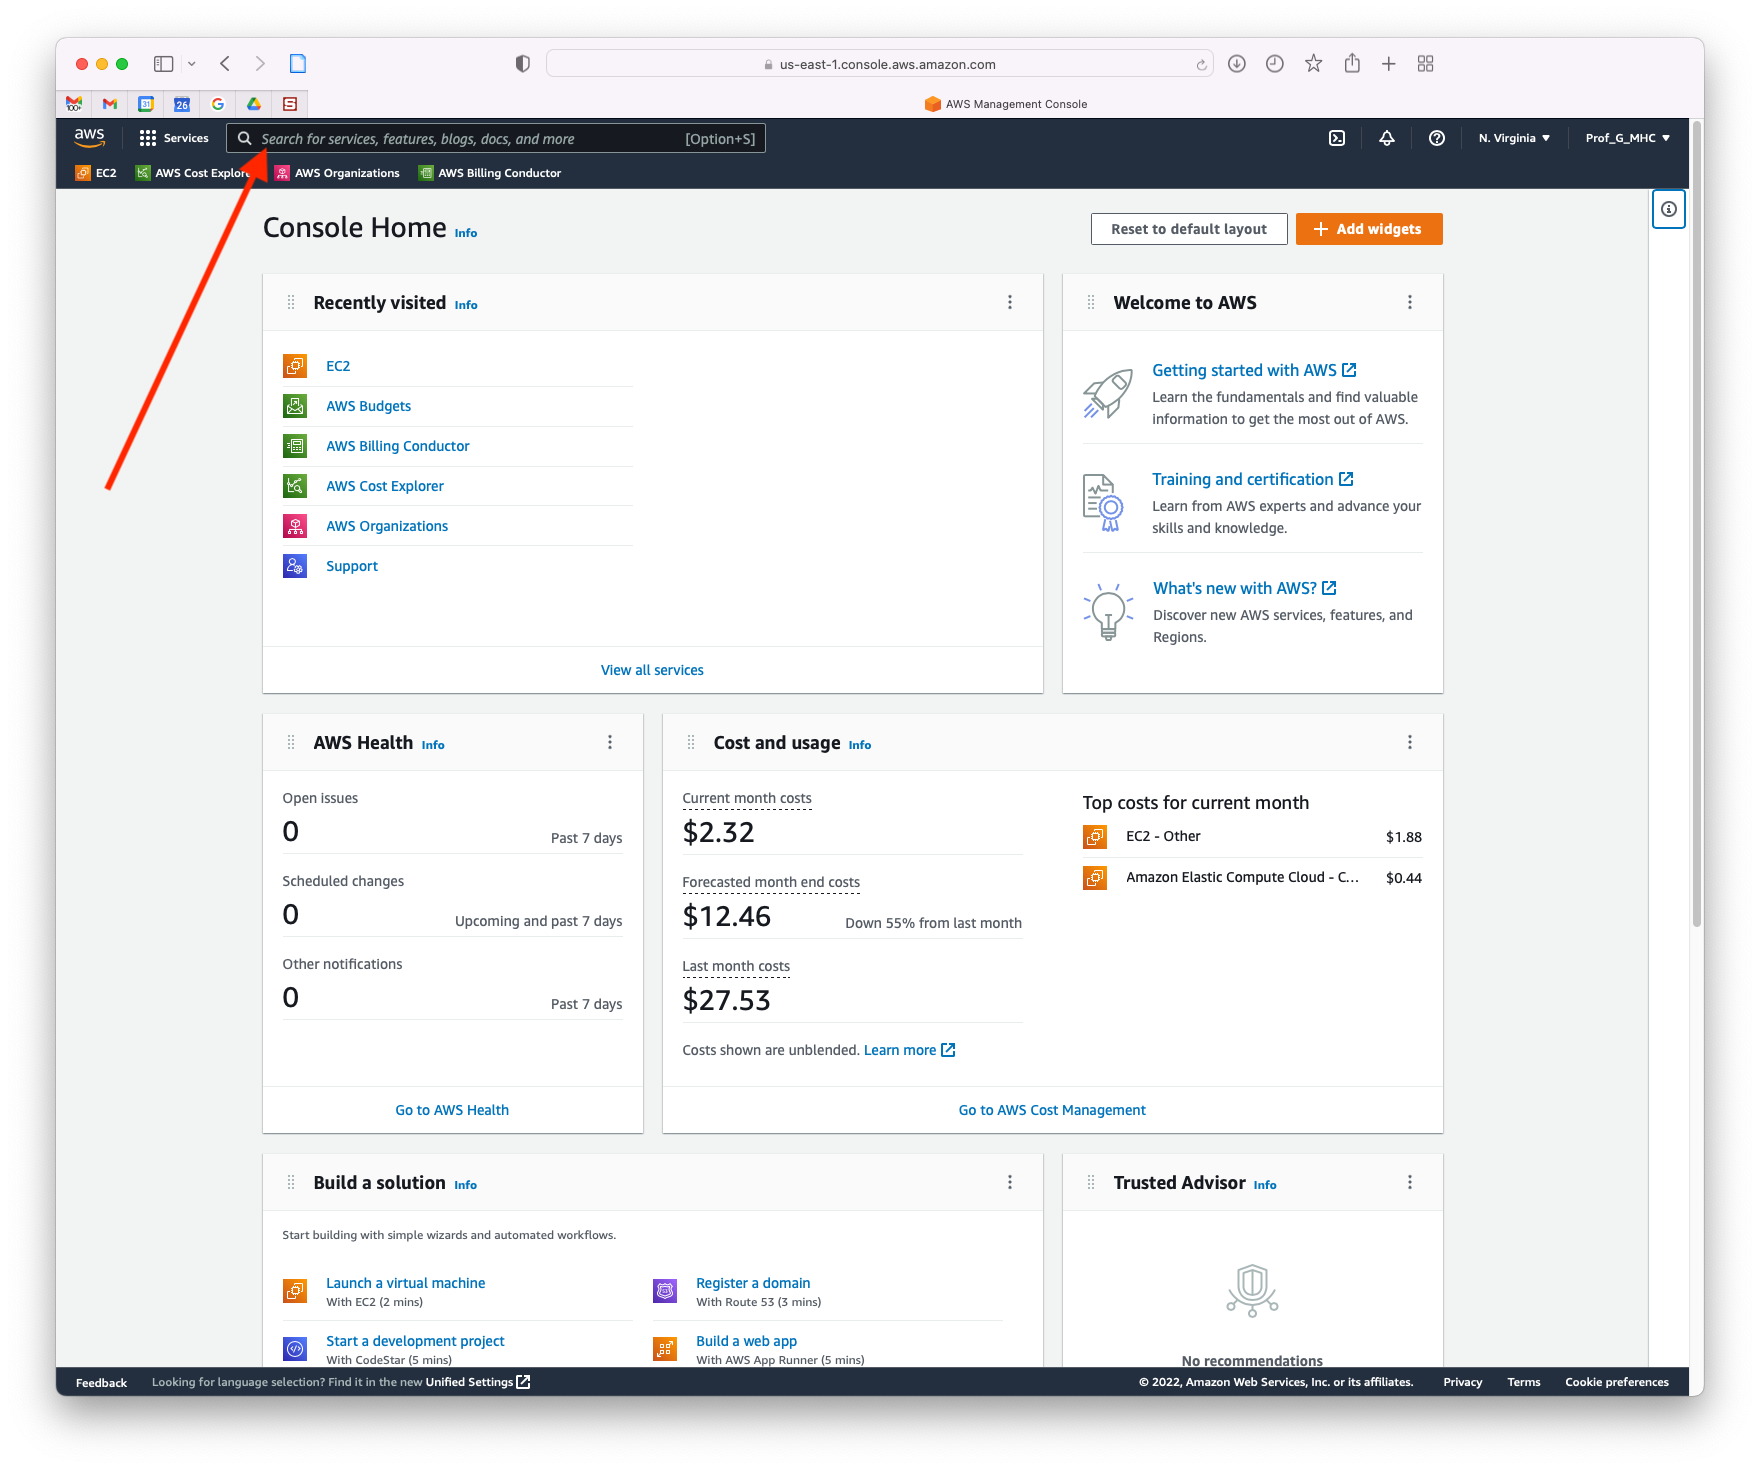 us-east-1.console.aws.amazon.com
31
26
AWS Management Console
aws
Services
Search for services, features, blogs, docs, and more
[Option+S]
N. Virginia
Prof_G_MHC
EC2
AWS Cost Explore
AWS Organizations
AWS Billing Conductor
Console Home Info
Reset to default layout
Add widgets
Recently visited Info
EC2
AWS Budgets
AWS Billing Conductor
AWS Cost Explorer
AWS Organizations
Support
View all services
Welcome to AWS
Getting started with AWS
Learn the fundamentals and find valuable
information to get the most out of AWS.
Training and certification
Learn from AWS experts and advance your
skills and knowledge.
What's new with AWS?
Discover new AWS services, features, and
Regions.
AWS Health Info
Open issues
0
Past 7 days
Scheduled changes
0
Upcoming and past 7 days
Other notifications
0
Past 7 days
Go to AWS Health
Cost and usage Info
Current month costs
$2.32
Forecasted month end costs
$12.46
Down 55% from last month
Last month costs
$27.53
Costs shown are unblended. Learn more
Top costs for current month
EC2 - Other $1.88
Amazon Elastic Compute Cloud - C... $0.44
Go to AWS Cost Management
Build a solution Info
Start building with simple wizards and automated workflows.
Launch a virtual machine
With EC2 (2 mins)
Register a domain
With Route 53 (3 mins)
Start a development project
With CodeStar (5 mins)
Build a web app
With AWS App Runner (5 mins)
Trusted Advisor Info
No recommendations
Feedback
Looking for language selection? Find it in the new Unified Settings
© 2022, Amazon Web Services, Inc. or its affiliates.
Privacy
Terms
Cookie preferences